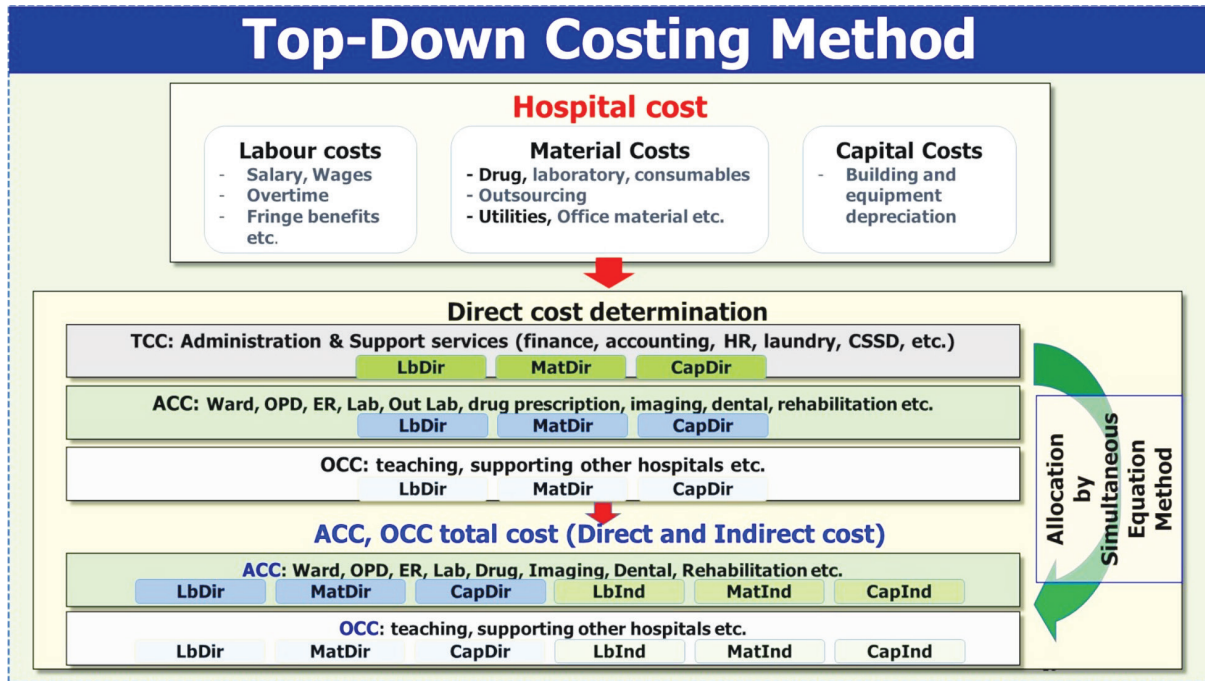 Top-Down Costing Method
Hospital cost
Labour costs
- Salary, Wages
- Overtime
- Fringe benefits
etc.
Material Costs
- Drug, laboratory, consumables
- Outsourcing
- Utilities, Office material etc.
Capital Costs
- Building and
equipment
depreciation
Direct cost determination
TCC: Administration & Support services (finance, accounting, HR, laundry, CSSD, etc.)
LbDir MatDir CapDir
ACC: Ward, OPD, ER, Lab, Out Lab, drug prescription, imaging, dental, rehabilitation etc.
LbDir MatDir CapDir
OCC: teaching, supporting other hospitals etc.
LbDir MatDir CapDir
ACC, OCC total cost (Direct and Indirect cost)
ACC: Ward, OPD, ER, Lab, Drug, Imaging, Dental, Rehabilitation etc.
LbDir MatDir CapDir LbInd MatInd CapInd
OCC: teaching, supporting other hospitals etc.
LbDir MatDir CapDir LbInd MatInd CapInd
Allocation
by
Simultaneous
Equation
Method